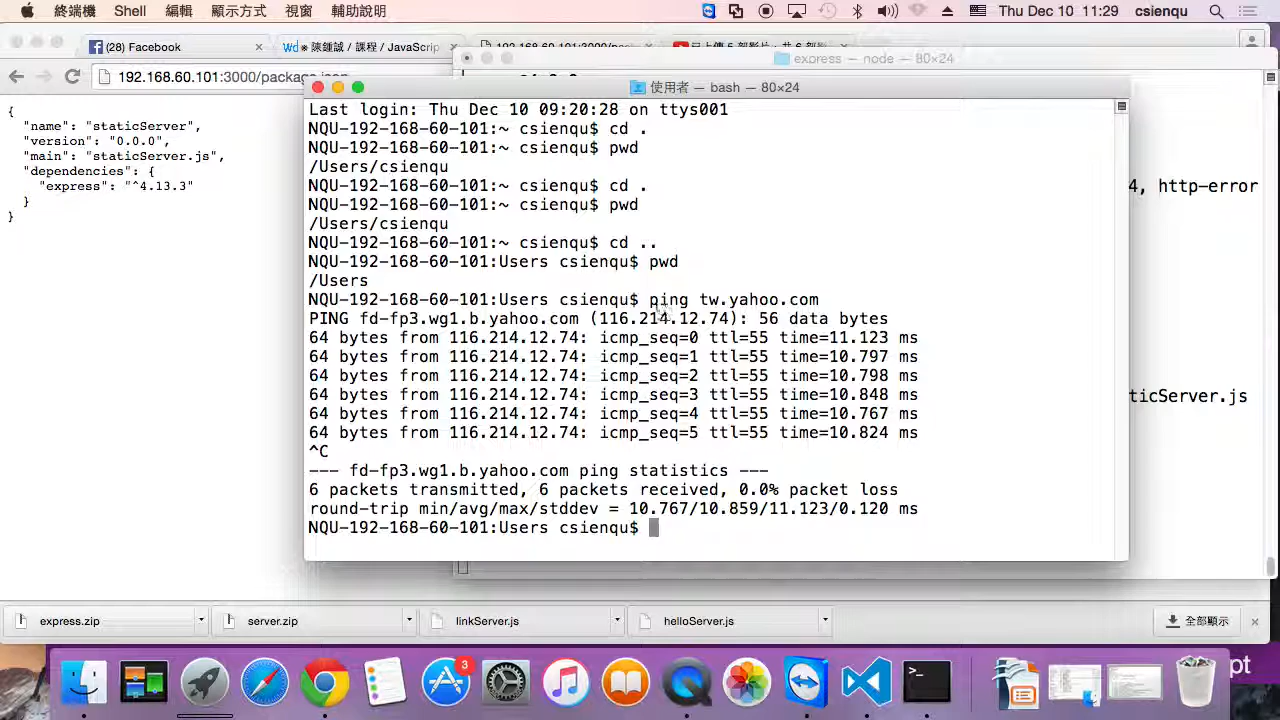 終端機 Shell 編輯 顯示方式 視窗 輔助說明 Thu Dec 10 11:29 csienqu
(28) Facebook
陳鍾誠 / 課程 / JavaScrip
express — node — 80×24
192.168.60.101:3000/package.json
使用者 — bash — 80×24
{
"name": "staticServer",
"version": "0.0.0",
"main": "staticServer.js",
"dependencies": {
"express": "^4.13.3"
}
}
Last login: Thu Dec 10 09:20:28 on ttys001
NQU-192-168-60-101:~ csienqu$ cd .
NQU-192-168-60-101:~ csienqu$ pwd
/Users/csienqu
NQU-192-168-60-101:~ csienqu$ cd .
NQU-192-168-60-101:~ csienqu$ pwd
/Users/csienqu
NQU-192-168-60-101:~ csienqu$ cd ..
NQU-192-168-60-101:Users csienqu$ pwd
/Users
NQU-192-168-60-101:Users csienqu$ ping tw.yahoo.com
PING fd-fp3.wg1.b.yahoo.com (116.214.12.74): 56 data bytes
64 bytes from 116.214.12.74: icmp_seq=0 ttl=55 time=11.123 ms
64 bytes from 116.214.12.74: icmp_seq=1 ttl=55 time=10.797 ms
64 bytes from 116.214.12.74: icmp_seq=2 ttl=55 time=10.798 ms
64 bytes from 116.214.12.74: icmp_seq=3 ttl=55 time=10.848 ms
64 bytes from 116.214.12.74: icmp_seq=4 ttl=55 time=10.767 ms
64 bytes from 116.214.12.74: icmp_seq=5 ttl=55 time=10.824 ms
^C
--- fd-fp3.wg1.b.yahoo.com ping statistics ---
6 packets transmitted, 6 packets received, 0.0% packet loss
round-trip min/avg/max/stddev = 10.767/10.859/11.123/0.120 ms
NQU-192-168-60-101:Users csienqu$
4, http-error
ticServer.js
express.zip
server.zip
linkServer.js
helloServer.js
全部顯示
3
pt